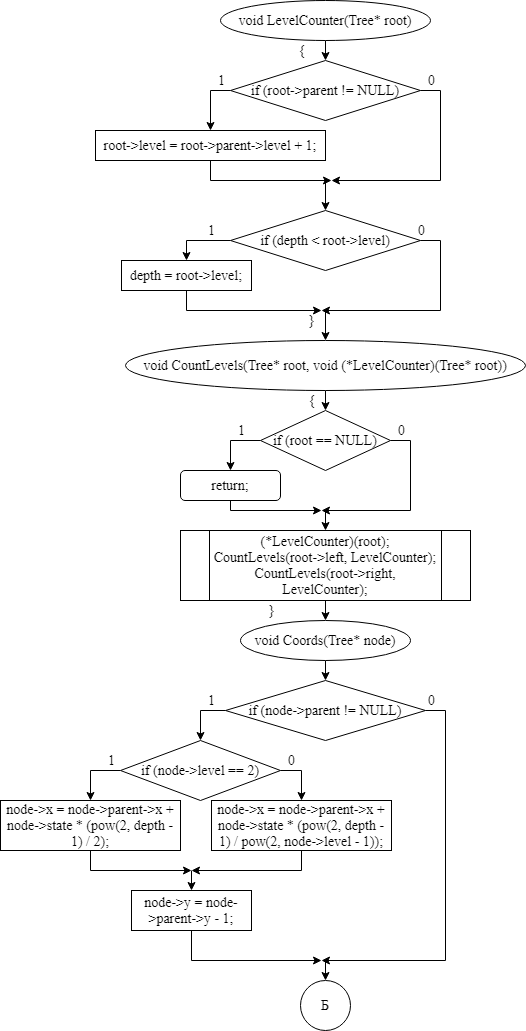 void LevelCounter(Tree* root)
{
if (root->parent != NULL)
1
0
root->level = root->parent->level + 1;
if (depth < root->level)
1
0
depth = root->level;
}
void CountLevels(Tree* root, void (*LevelCounter)(Tree* root))
{
if (root == NULL)
1
0
return;
(*LevelCounter)(root);
CountLevels(root->left, LevelCounter);
CountLevels(root->right,
LevelCounter);
}
void Coords(Tree* node)
if (node->parent != NULL)
1
0
if (node->level == 2)
1
0
node->x = node->parent->x +
node->state * (pow(2, depth -
1) / 2);
node->x = node->parent->x +
node->state * (pow(2, depth -
1) / pow(2, node->level - 1));
node->y = node-
>parent->y - 1;
Б